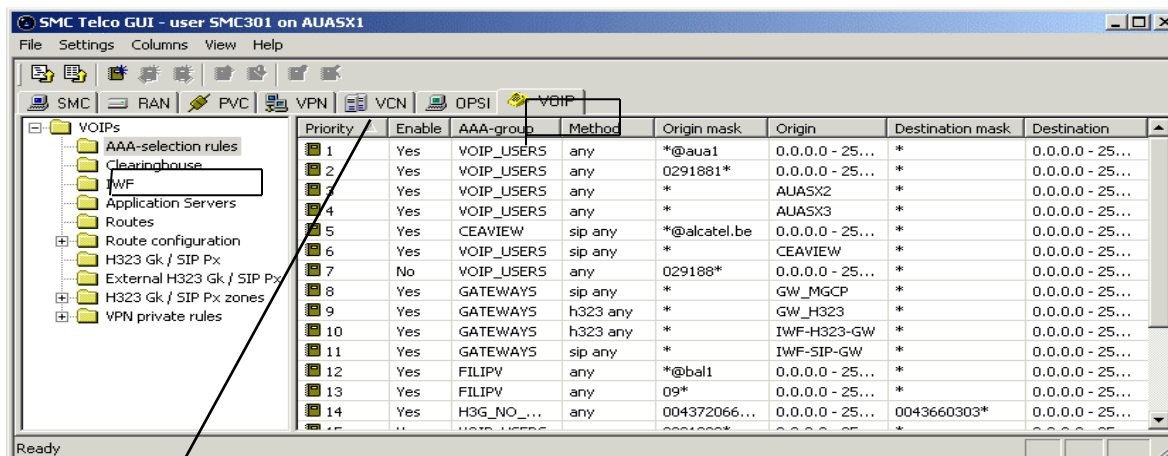 SMC Telco GUI - user SMC301 on AUASX1
File Settings Columns View Help
SMC RAN PVC VPN VCN OPSI VOIP
VOIPs
AAA-selection rules
Clearinghouse
IWF
Application Servers
Routes
Route configuration
H323 Gk / SIP Px
External H323 Gk / SIP Px
H323 Gk / SIP Px zones
VPN private rules
Priority Enable AAA-group Method Origin mask Origin Destination mask Destination
1 Yes VOIP_USERS any *@aua1 0.0.0.0 - 25... * 0.0.0.0 - 25...
2 Yes VOIP_USERS any 0291881* 0.0.0.0 - 25... * 0.0.0.0 - 25...
3 Yes VOIP_USERS any * AUASX2 * 0.0.0.0 - 25...
4 Yes VOIP_USERS any * AUASX3 * 0.0.0.0 - 25...
5 Yes CEAVIEW sip any *@alcatel.be 0.0.0.0 - 25... * 0.0.0.0 - 25...
6 Yes VOIP_USERS sip any * CEAVIEW * 0.0.0.0 - 25...
7 No VOIP_USERS any 029188* 0.0.0.0 - 25... * 0.0.0.0 - 25...
8 Yes GATEWAYS sip any * GW_MGCP * 0.0.0.0 - 25...
9 Yes GATEWAYS h323 any * GW_H323 * 0.0.0.0 - 25...
10 Yes GATEWAYS h323 any * IWF-H323-GW * 0.0.0.0 - 25...
11 Yes GATEWAYS sip any * IWF-SIP-GW * 0.0.0.0 - 25...
12 Yes FILIPV any *@bal1 0.0.0.0 - 25... * 0.0.0.0 - 25...
13 Yes FILIPV any 09* 0.0.0.0 - 25... * 0.0.0.0 - 25...
14 Yes H3G_NO_... any 004372066... 0.0.0.0 - 25... 0043660303* 0.0.0.0 - 25...
Ready